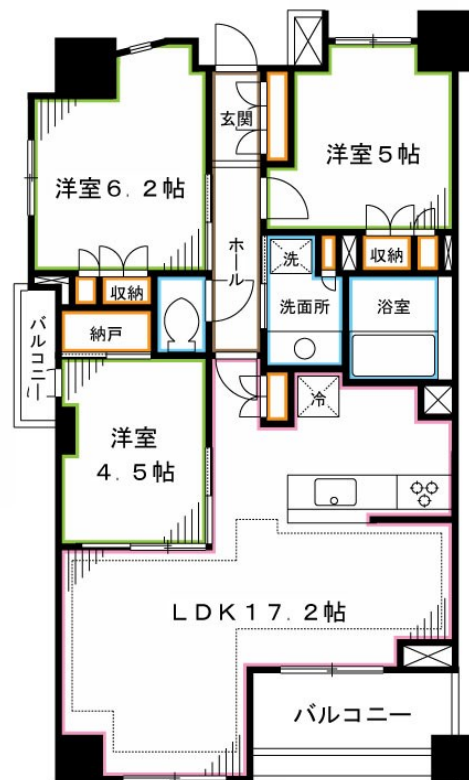 玄関
洋室5帖
洋室6.2帖
ホール
洗
収納
収納
洗面所
浴室
納戸
バルコニー
冷
洋室
4.5帖
LDK17.2帖
バルコニー